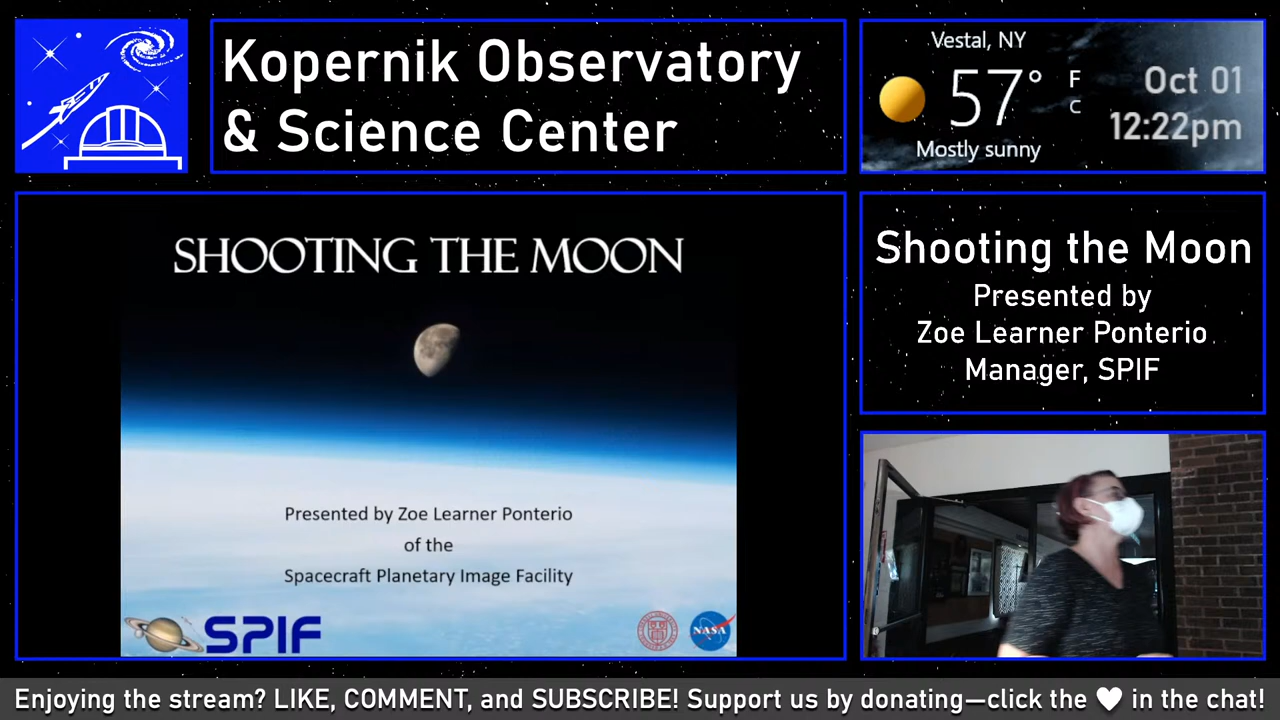 Kopernik Observatory
& Science Center
Vestal, NY
57° F
C
Mostly sunny
Oct 01
12:22pm
SHOOTING THE MOON
Presented by Zoe Learner Ponterio
of the
Spacecraft Planetary Image Facility
SPIF
NASA
Shooting the Moon
Presented by
Zoe Learner Ponterio
Manager, SPIF
Enjoying the stream? LIKE, COMMENT, and SUBSCRIBE! Support us by donating—click the ♥ in the chat!